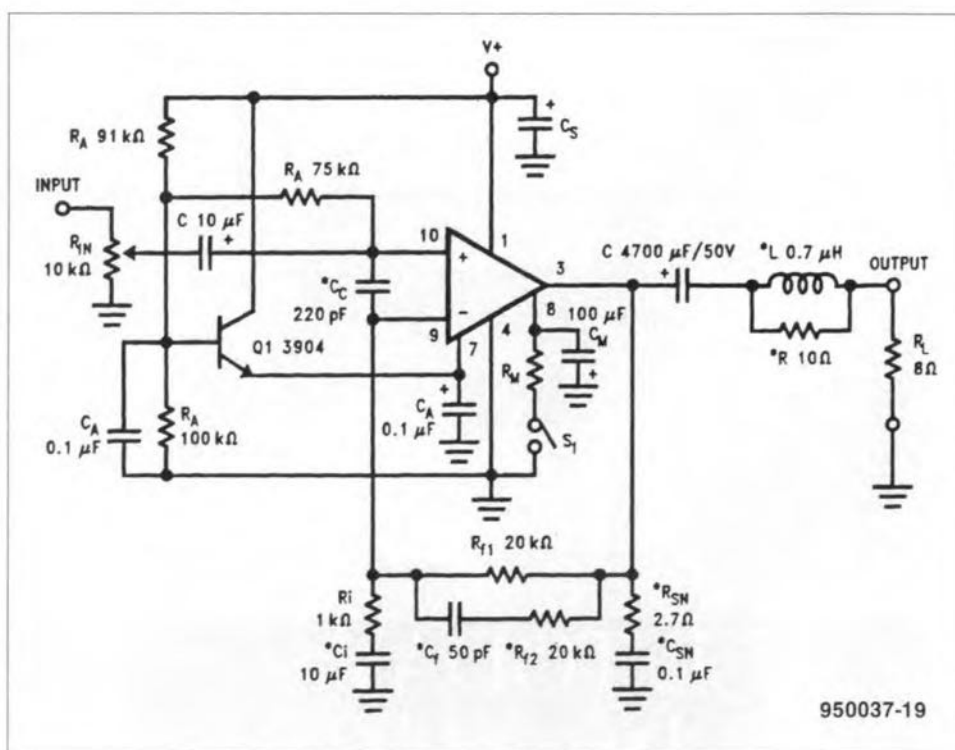 V+
+
C_S
R_A 91 kΩ
R_A 75 kΩ
INPUT
R_IN
10 kΩ
C 10 µF
+
*C_C
220 pF
10
+
9
−
1
3
8
4
7
C 4700 µF/50V
+
*L 0.7 µH
OUTPUT
*R 10Ω
R_L
8Ω
100 µF
C_M
+
R_M
S_1
Q1 3904
C_A
0.1 µF
R_A
100 kΩ
+
C_A
0.1 µF
R_f1 20 kΩ
Ri
1 kΩ
*Ci
10 µF
*C_f 50 pF
*R_f2 20 kΩ
*R_SN
2.7Ω
*C_SN
0.1 µF
950037-19